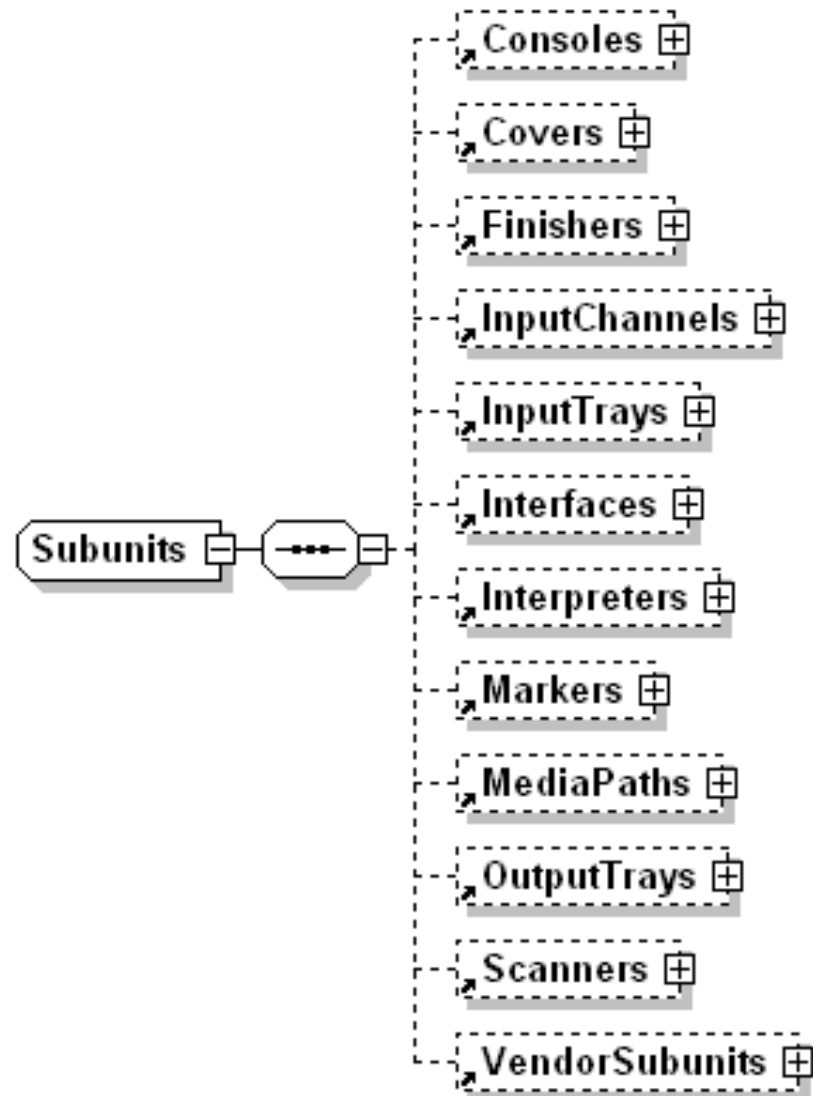 Consoles
Covers
Finishers
InputChannels
InputTrays
Interfaces
Subunits
Interpreters
Markers
MediaPaths
OutputTrays
Scanners
VendorSubunits